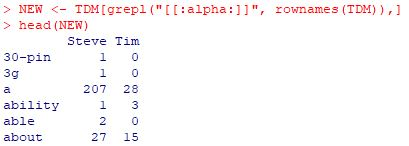 > NEW <- TDM[grepl("[[:alpha:]]", rownames(TDM)),]
> head(NEW)
Steve Tim
30-pin 1 0
3g 1 0
a 207 28
ability 1 3
able 2 0
about 27 15